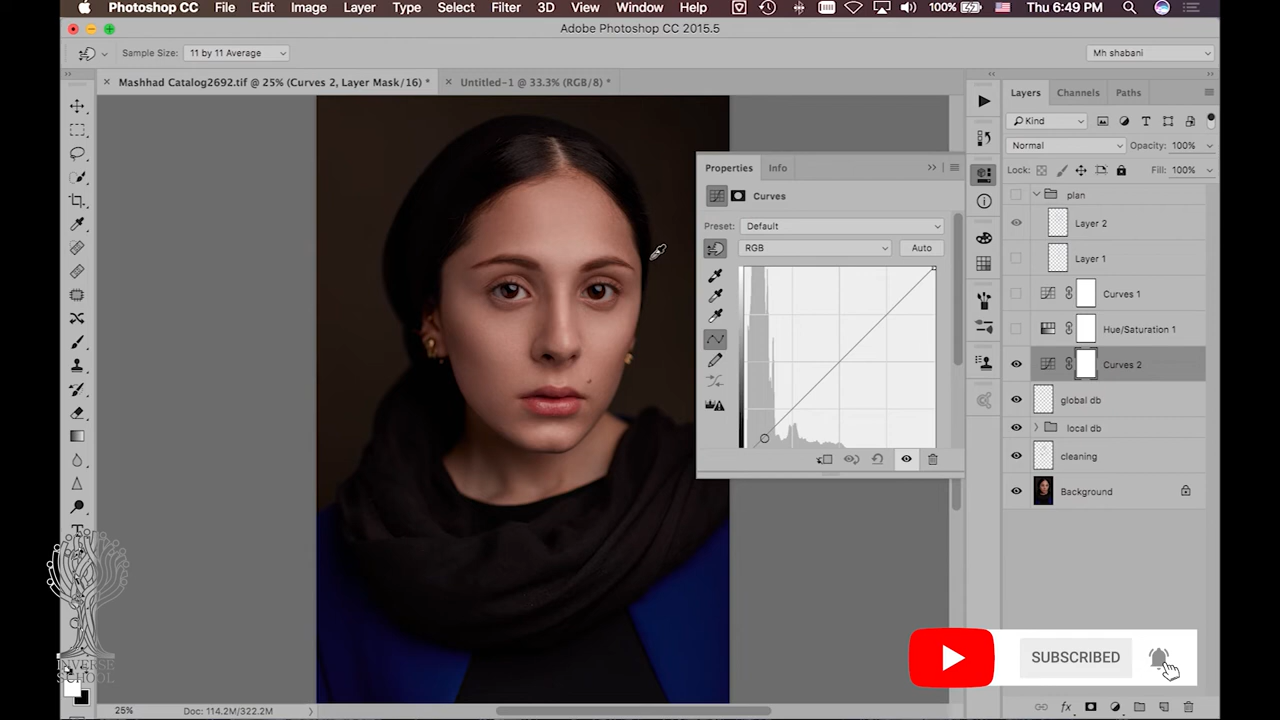 Photoshop CC File Edit Image Layer Type Select Filter 3D View Window Help 100% Thu 6:49 PM
Adobe Photoshop CC 2015.5
Sample Size: 11 by 11 Average Mh shabani
Mashhad Catalog2692.tif @ 25% (Curves 2, Layer Mask/16) * Untitled-1 @ 33.3% (RGB/8) *
Layers Channels Paths
Kind
Normal Opacity: 100%
Lock: Fill: 100%
plan
Layer 2
Layer 1
Curves 1
Hue/Saturation 1
Curves 2
global db
local db
cleaning
Background
Properties Info
Curves
Preset: Default
RGB Auto
INVERSE
SCHOOL
SUBSCRIBED
25% Doc: 114.2M/322.2M